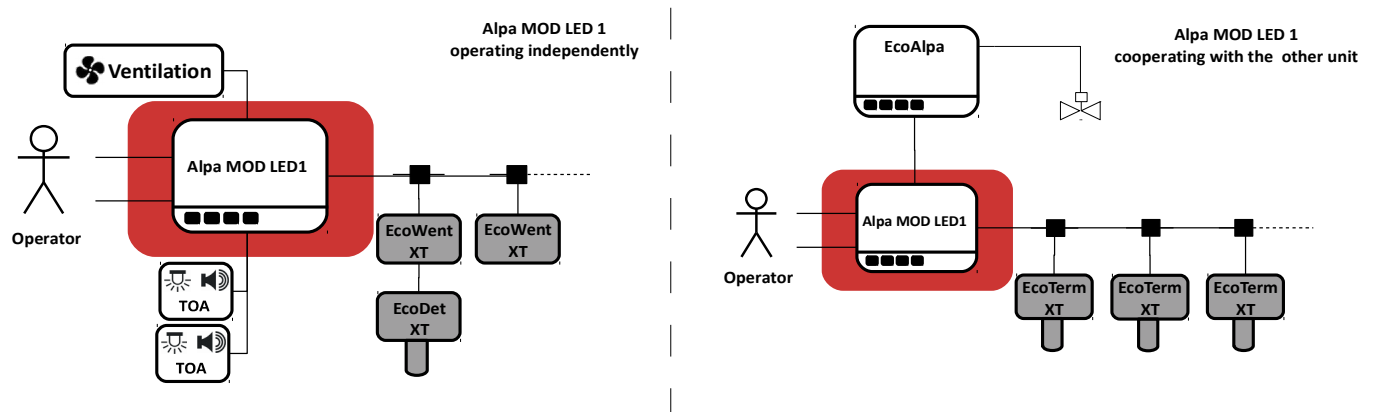 Alpa MOD LED 1
operating independently
Ventilation
Alpa MOD LED1
Operator
EcoWent
XT
EcoWent
XT
EcoDet
XT
TOA
TOA
Alpa MOD LED 1
cooperating with the other unit
EcoAlpa
Alpa MOD LED1
Operator
EcoTerm
XT
EcoTerm
XT
EcoTerm
XT